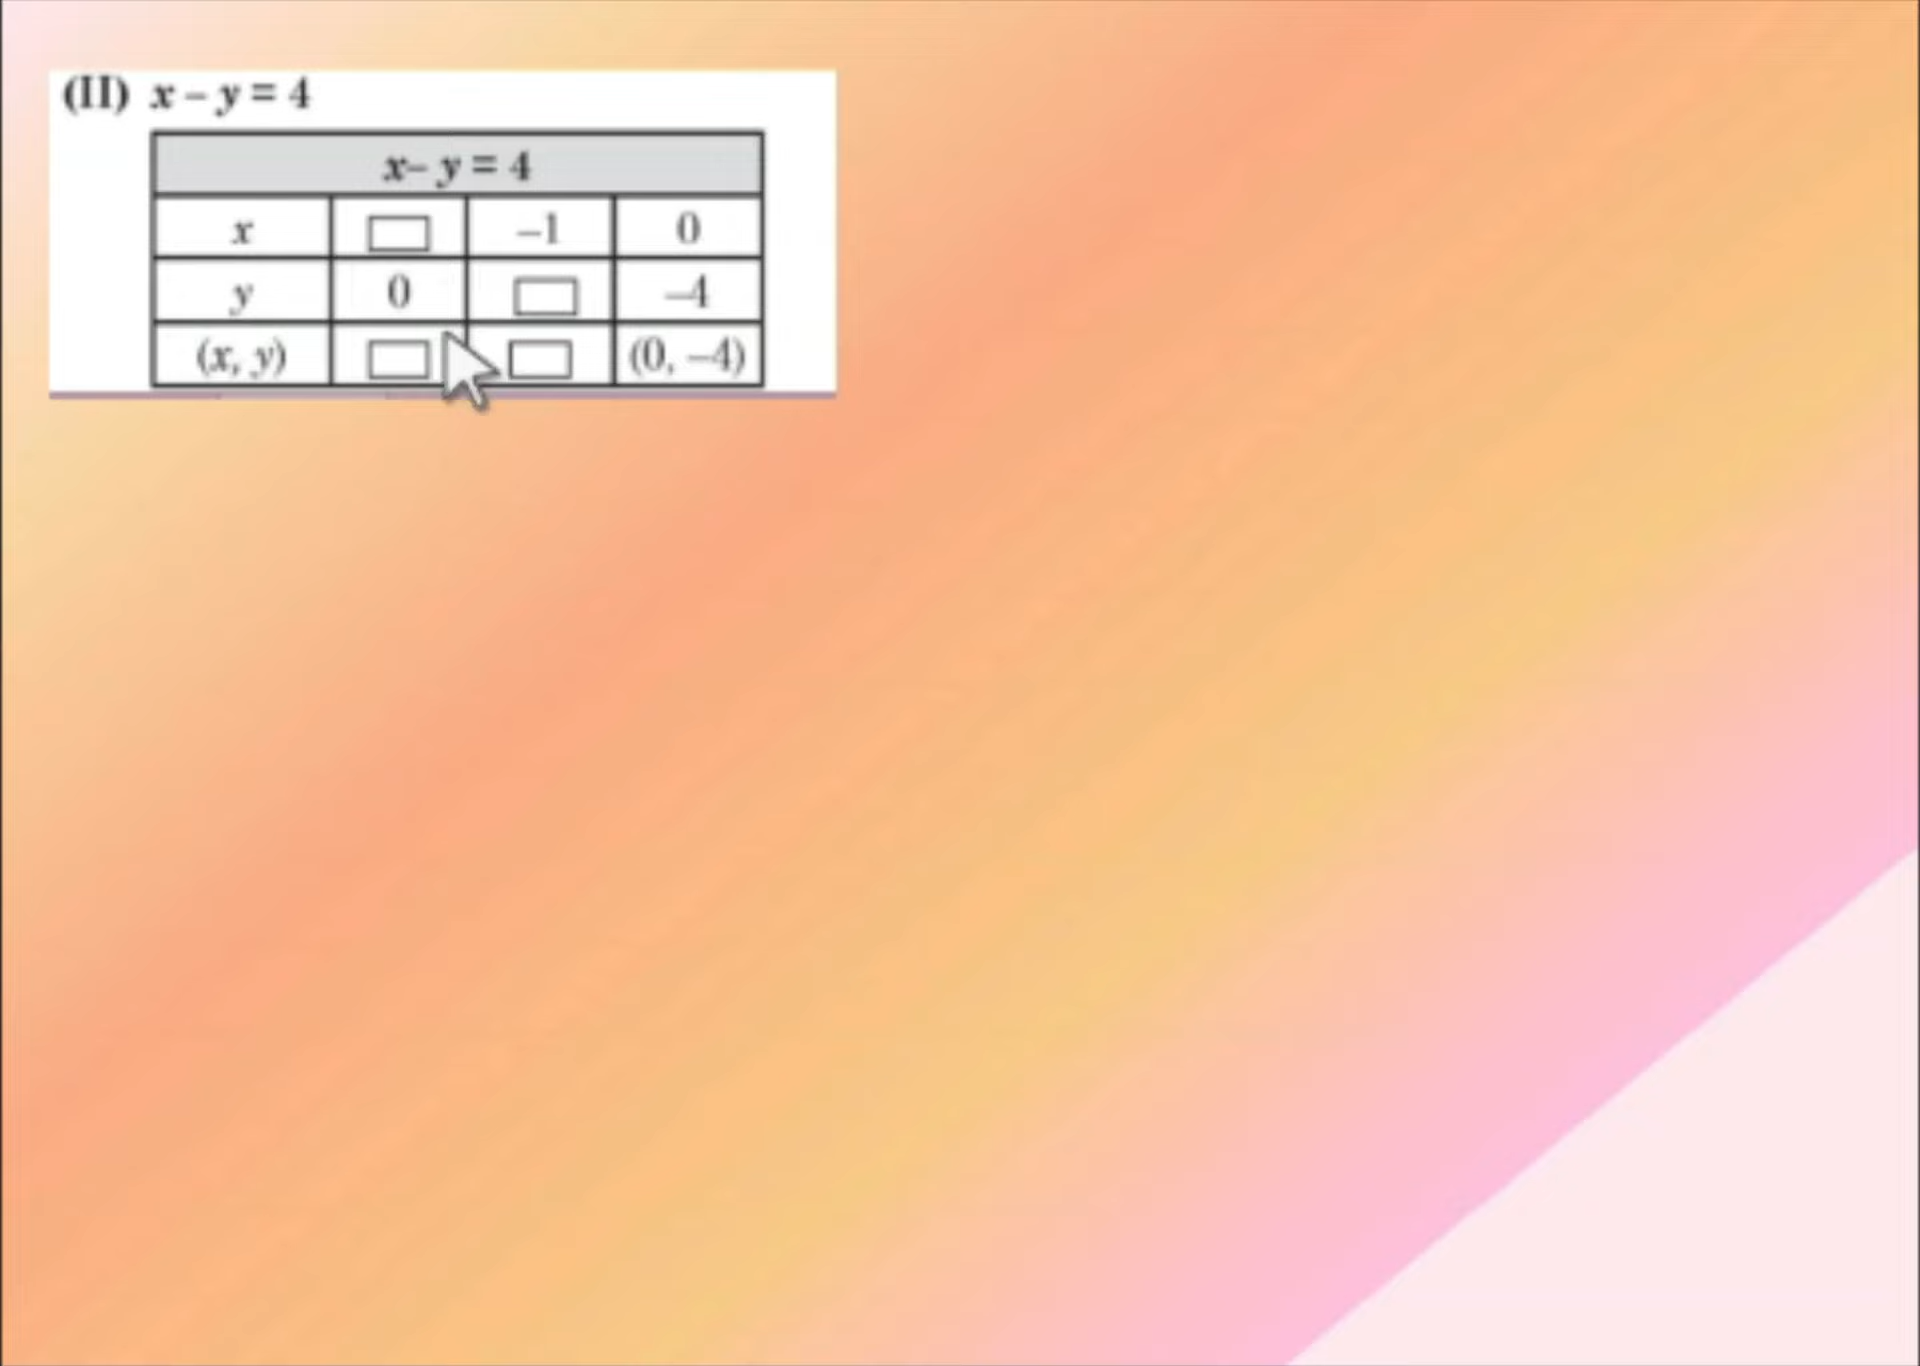 (II) x – y = 4
x– y = 4
x –1 0
y 0 –4
(x, y) (0, –4)